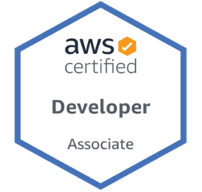 aws
certified
Developer
Associate